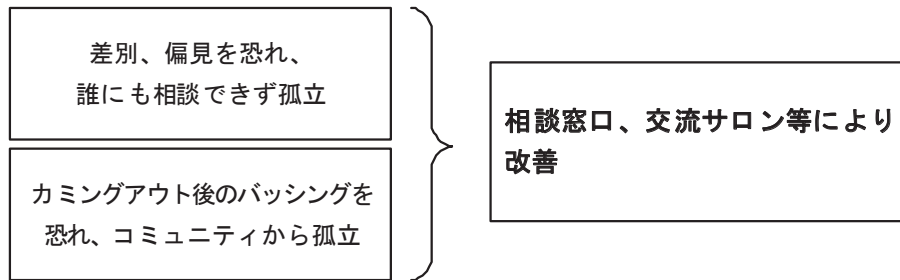 差別、偏見を恐れ、
誰にも相談できず孤立
カミングアウト後のバッシングを
恐れ、コミュニティから孤立
相談窓口、交流サロン等により
改善